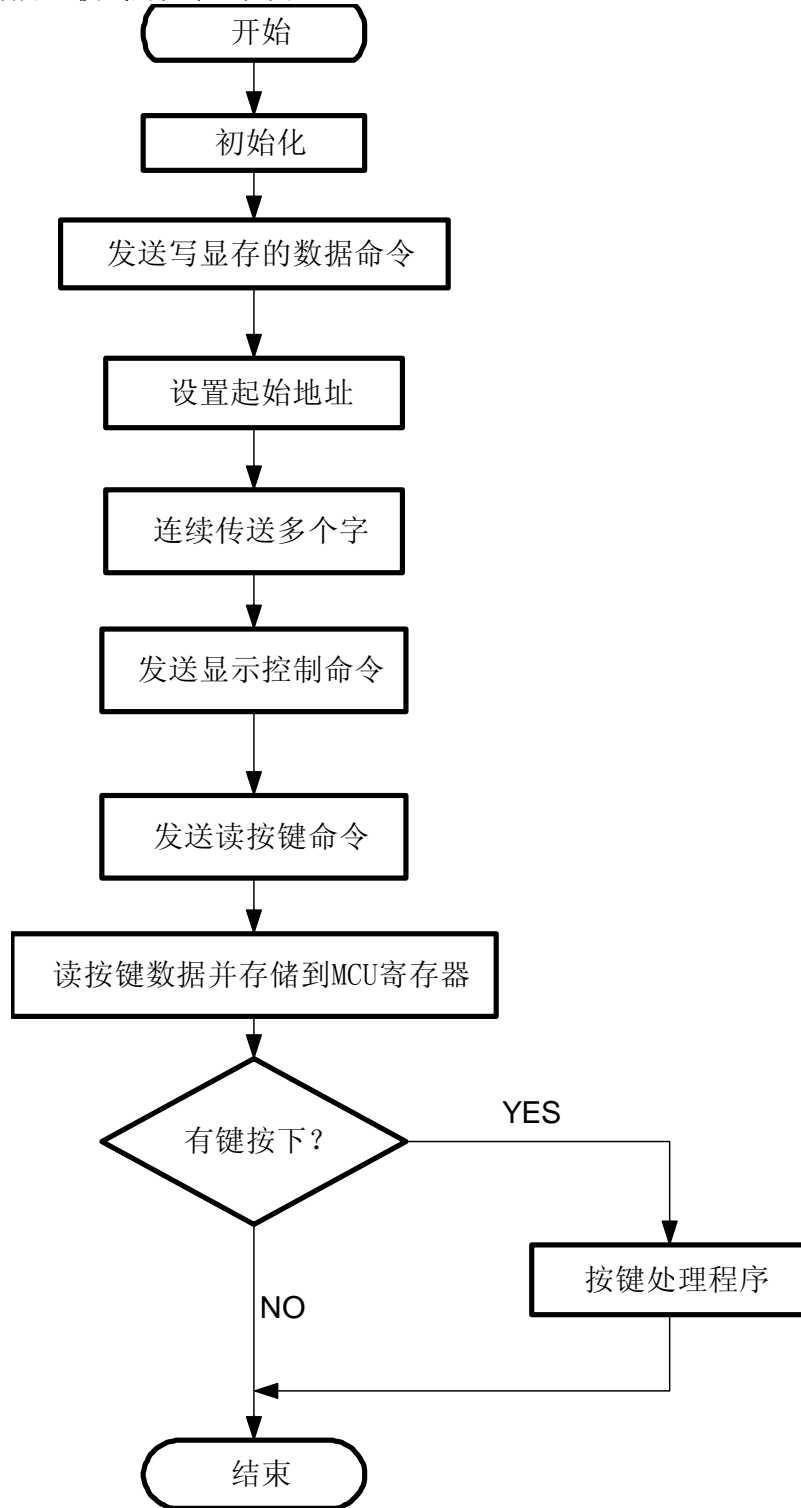 开始
初始化
发送写显存的数据命令
设置起始地址
连续传送多个字
发送显示控制命令
发送读按键命令
读按键数据并存储到MCU寄存器
有键按下？
YES
按键处理程序
NO
结束